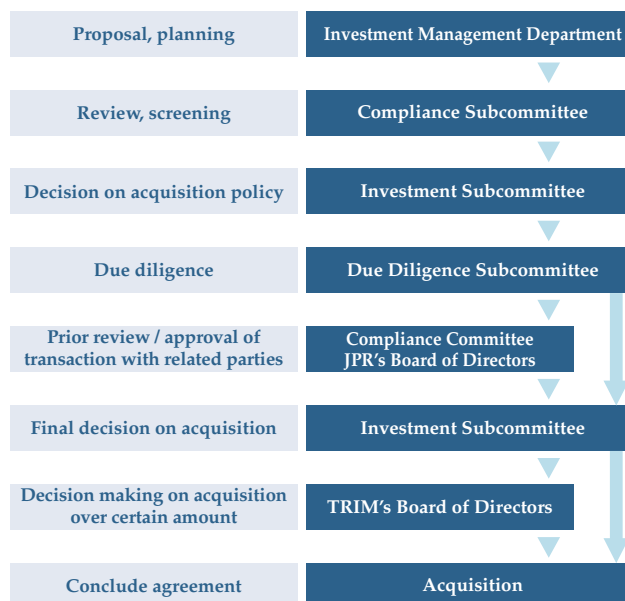 Proposal, planning
Investment Management Department
Review, screening
Compliance Subcommittee
Decision on acquisition policy
Investment Subcommittee
Due diligence
Due Diligence Subcommittee
Prior review / approval of
transaction with related parties
Compliance Committee
JPR's Board of Directors
Final decision on acquisition
Investment Subcommittee
Decision making on acquisition
over certain amount
TRIM's Board of Directors
Conclude agreement
Acquisition